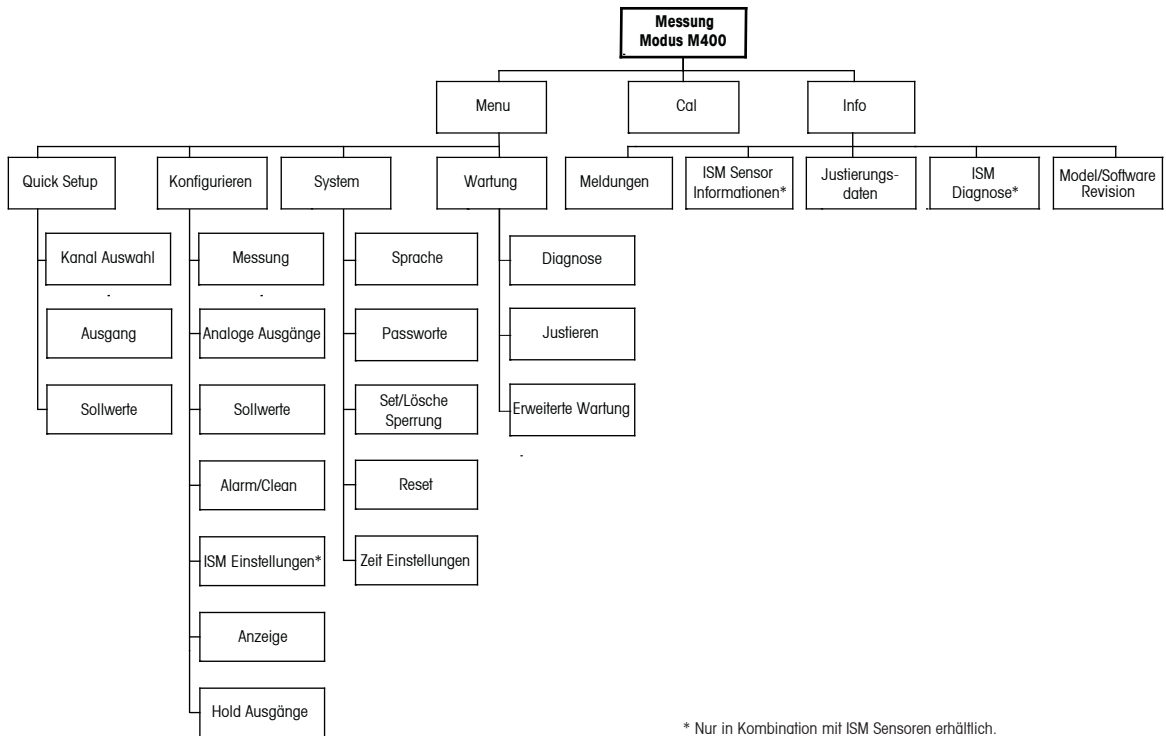 Messung
Modus M400
Menu
Cal
Info
Quick Setup
Konfigurieren
System
Wartung
Meldungen
ISM Sensor
Informationen*
Justierungs-
daten
ISM
Diagnose*
Model/Software
Revision
Kanal Auswahl
Messung
Sprache
Diagnose
Ausgang
Analoge Ausgänge
Passworte
Justieren
Sollwerte
Sollwerte
Set/Lösche
Sperrung
Erweiterte Wartung
Alarm/Clean
Reset
ISM Einstellungen*
Zeit Einstellungen
Anzeige
Hold Ausgänge
* Nur in Kombination mit ISM Sensoren erhältlich.